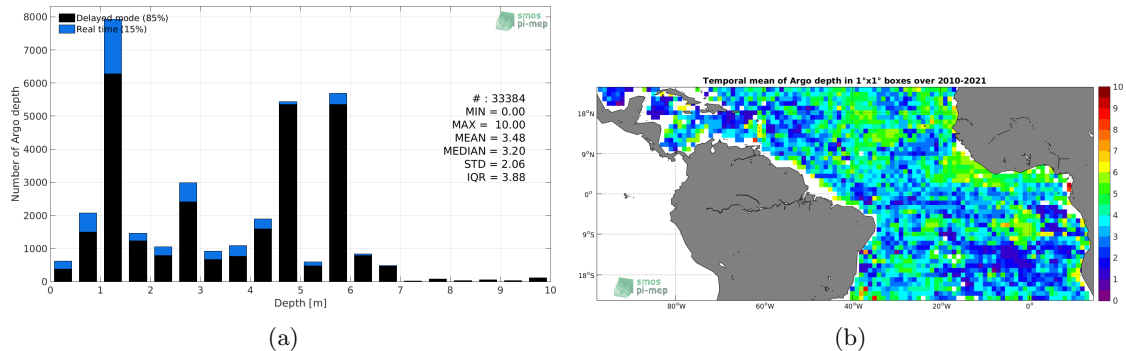 Delayed mode (85%)
Real time (15%)
smos
pi-mep
8000
7000
6000
5000
4000
3000
2000
1000
0
Number of Argo depth
# : 33384
MIN = 0.00
MAX = 10.00
MEAN = 3.48
MEDIAN = 3.20
STD = 2.06
IQR = 3.88
0 1 2 3 4 5 6 7 8 9 10
Depth [m]
(a)
Temporal mean of Argo depth in 1°x1° boxes over 2010-2021
18°N
9°N
0°
9°S
18°S
80°W 60°W 40°W 20°W 0°
smos
pi-mep
10
9
8
7
6
5
4
3
2
1
0
(b)